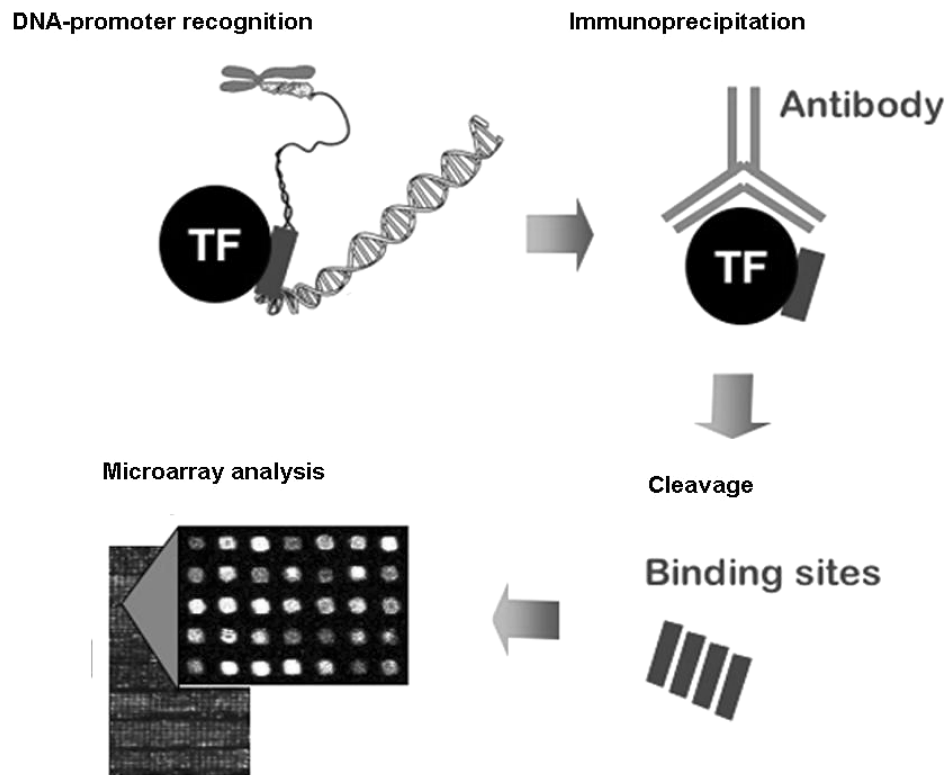 DNA-promoter recognition
Immunoprecipitation
Antibody
TF
TF
Microarray analysis
Cleavage
Binding sites